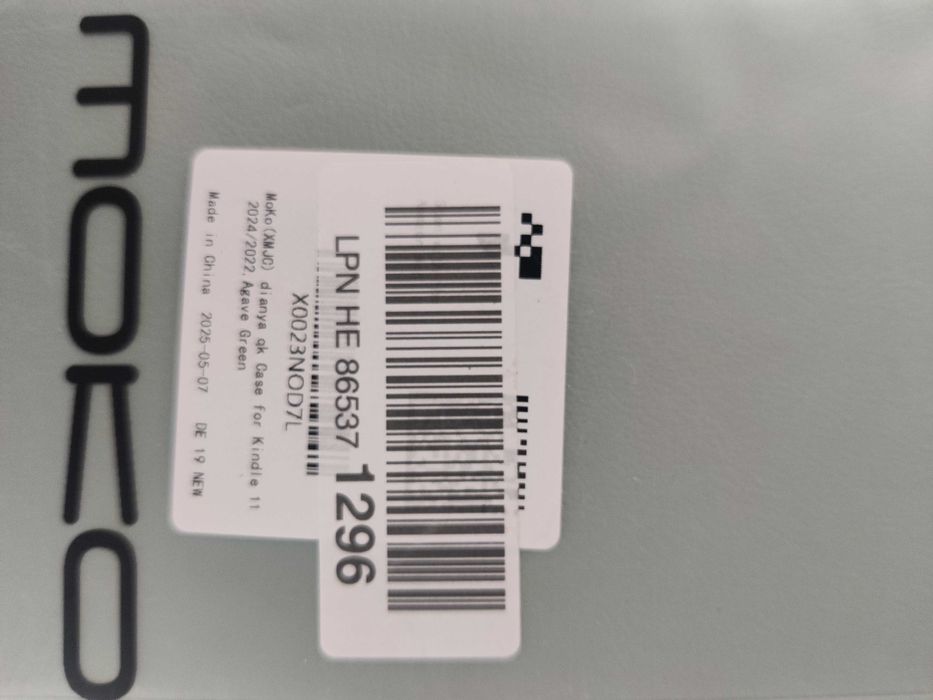 LPN HE 86537 1296
X0023NOD7L
MoKo(XMJC) dianya qk Case for Kindle 11
2024/2022,Agave Green
Made in China 2025-05-07 DE 19 NEW
moko